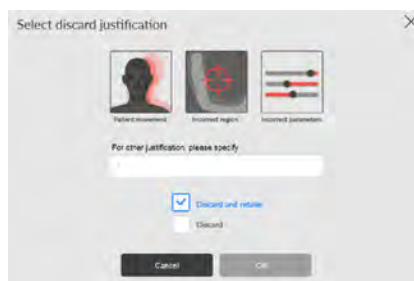 Select discard justification
Patient movement
Incorrect region
Incorrect parameters
For other justification, please specify
Discard and retake
Discard
Cancel
OK